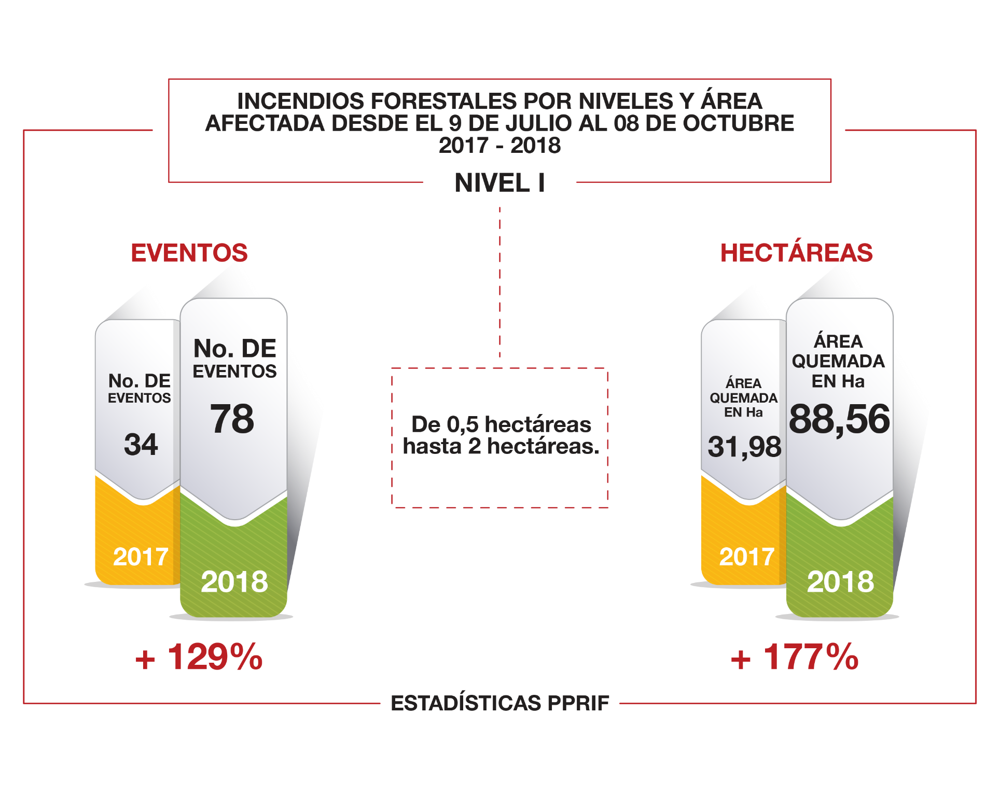 INCENDIOS FORESTALES POR NIVELES Y ÁREA
AFECTADA DESDE EL 9 DE JULIO AL 08 DE OCTUBRE
2017 - 2018
NIVEL I
EVENTOS
No. DE
EVENTOS
34
2017
No. DE
EVENTOS
78
2018
+ 129%
De 0,5 hectáreas
hasta 2 hectáreas.
HECTÁREAS
ÁREA
QUEMADA
EN Ha
31,98
2017
ÁREA
QUEMADA
EN Ha
88,56
2018
+ 177%
ESTADÍSTICAS PPRIF